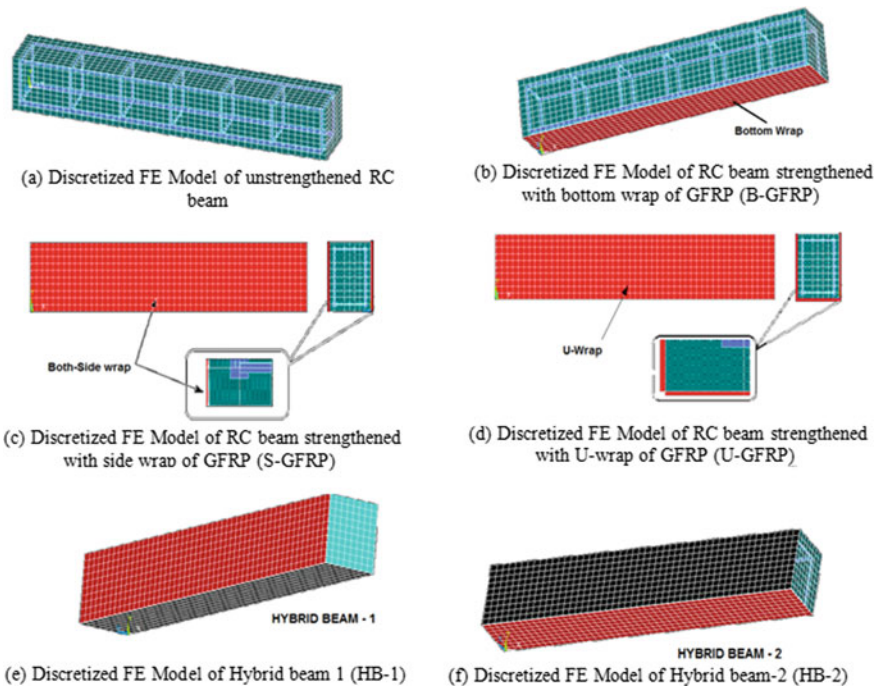 Bottom Wrap
(a) Discretized FE Model of unstrengthened RC
beam
(b) Discretized FE Model of RC beam strengthened
with bottom wrap of GFRP (B-GFRP)
Both-Side wrap
(c) Discretized FE Model of RC beam strengthened
with side wrap of GFRP (S-GFRP)
U-Wrap
(d) Discretized FE Model of RC beam strengthened
with U-wrap of GFRP (U-GFRP)
HYBRID BEAM - 1
(e) Discretized FE Model of Hybrid beam 1 (HB-1)
HYBRID BEAM - 2
(f) Discretized FE Model of Hybrid beam-2 (HB-2)